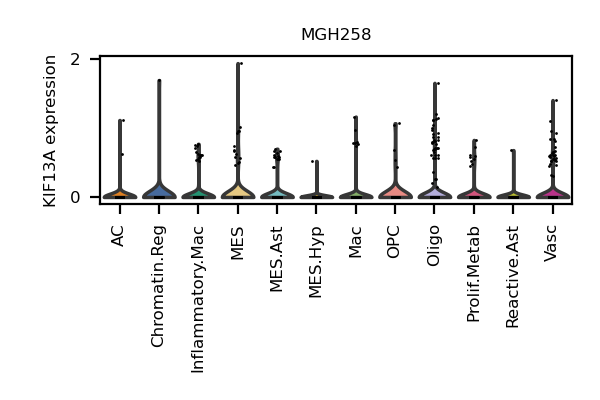 MGH258
KIF13A expression
2
0
AC
Chromatin.Reg
Inflammatory.Mac
MES
MES.Ast
MES.Hyp
Mac
OPC
Oligo
Prolif.Metab
Reactive.Ast
Vasc